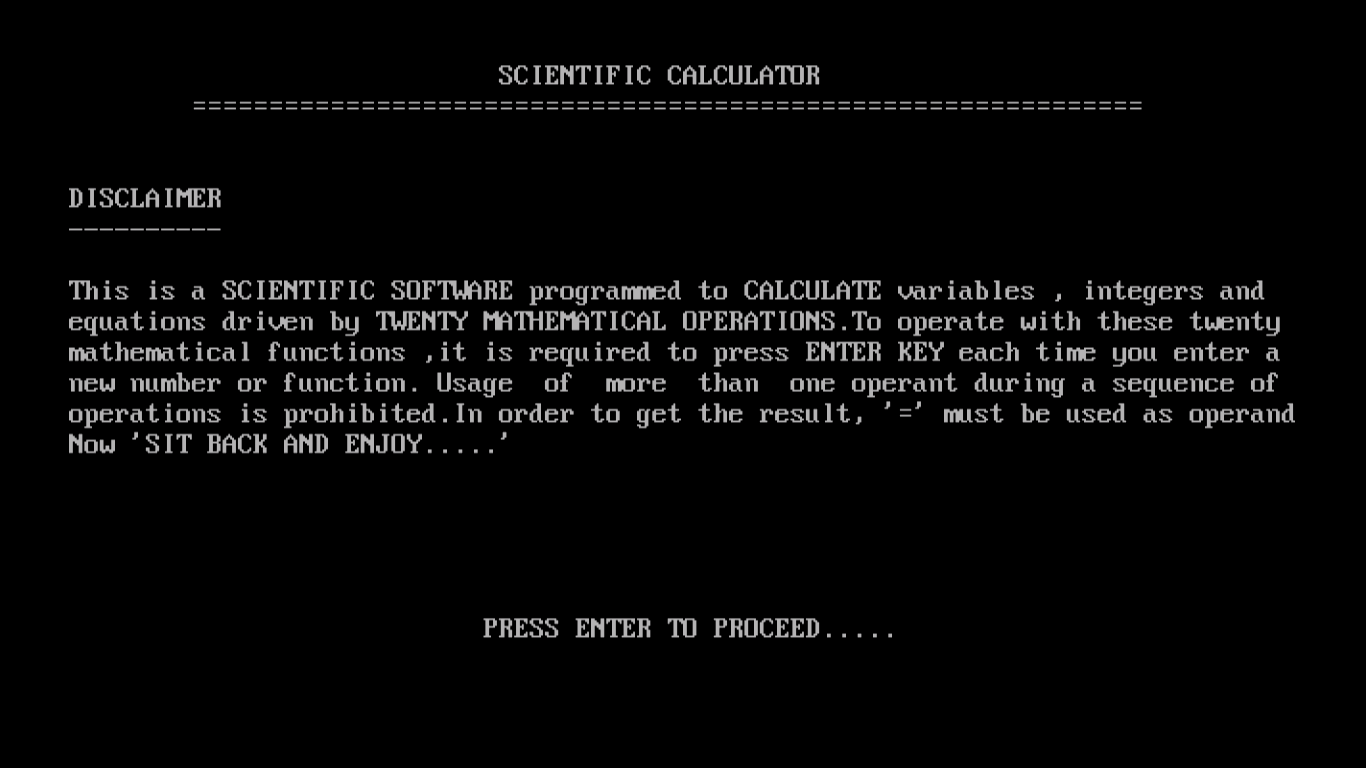 SCIENTIFIC CALCULATOR
==============================================================
DISCLAIMER
----------
This is a SCIENTIFIC SOFTWARE programmed to CALCULATE variables , integers and
equations driven by TWENTY MATHEMATICAL OPERATIONS.To operate with these twenty
mathematical functions ,it is required to press ENTER KEY each time you enter a
new number or function. Usage  of  more  than  one operant during a sequence of
operations is prohibited.In order to get the result, '=' must be used as operand
Now 'SIT BACK AND ENJOY.....'
PRESS ENTER TO PROCEED.....